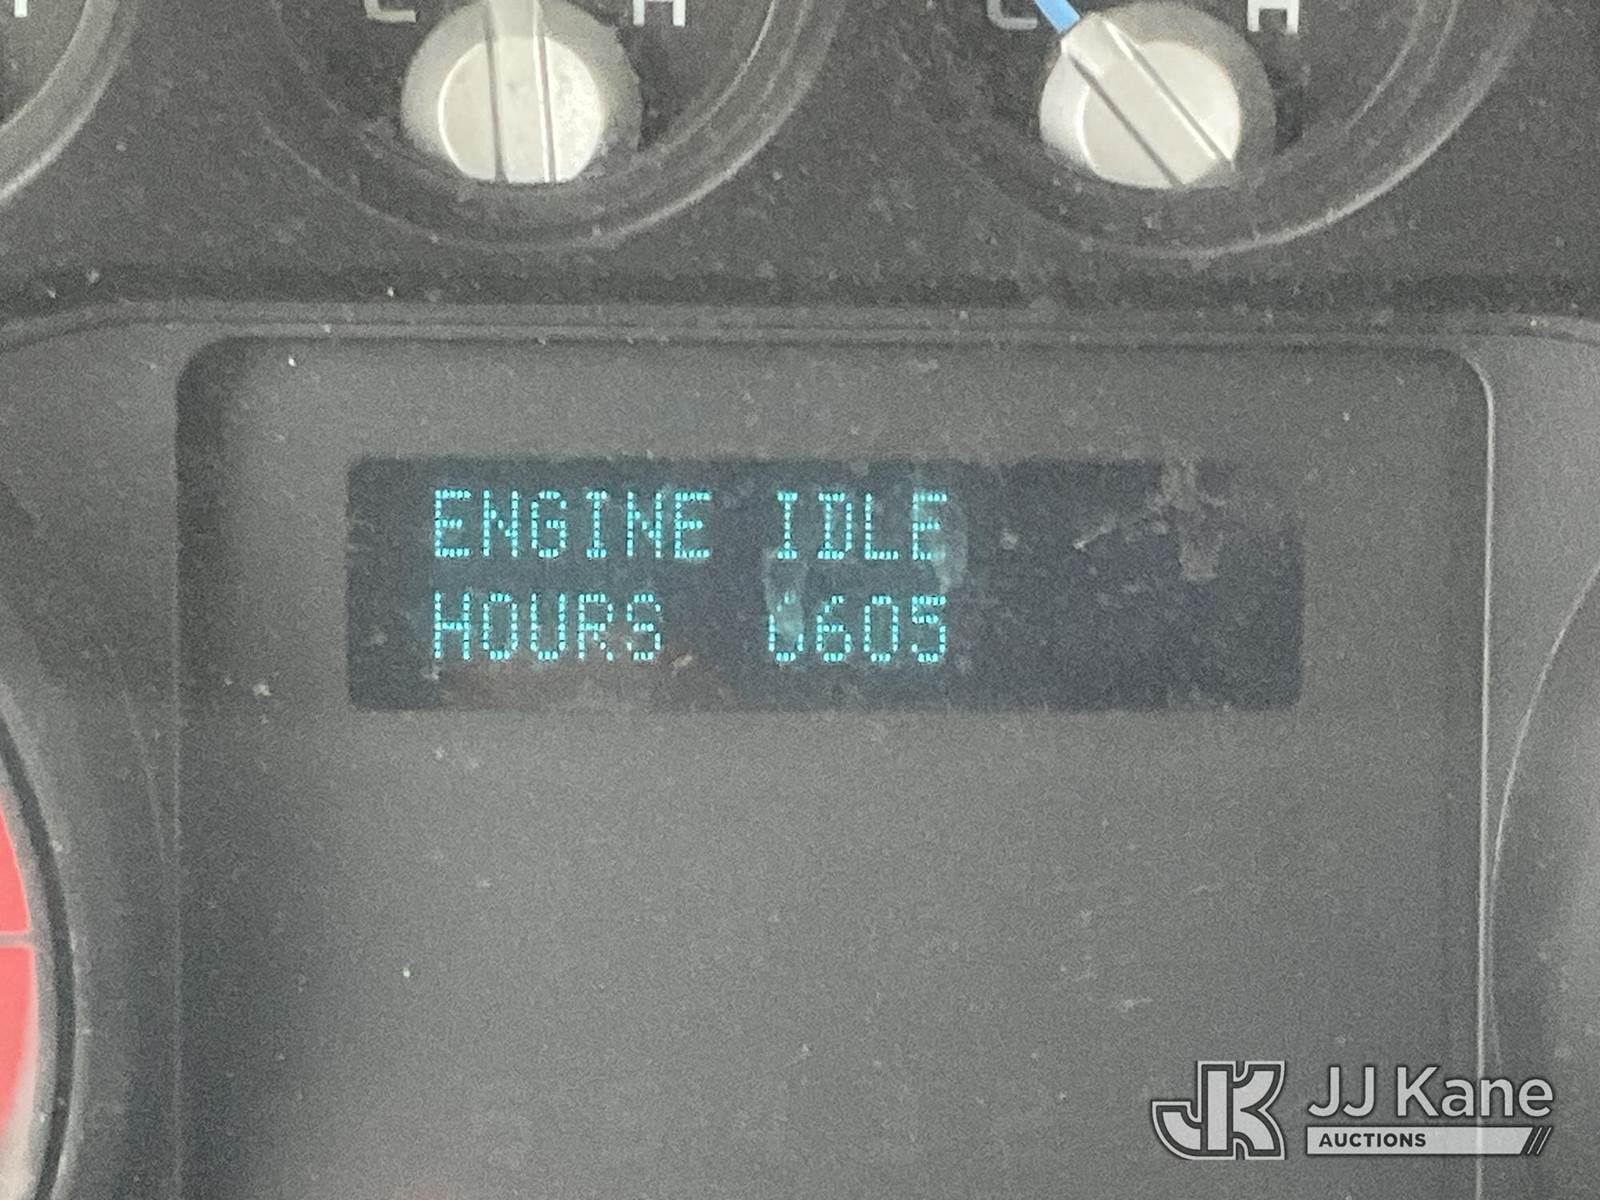 C H C H
ENGINE IDLE
HOURS 0605
JJ Kane
AUCTIONS